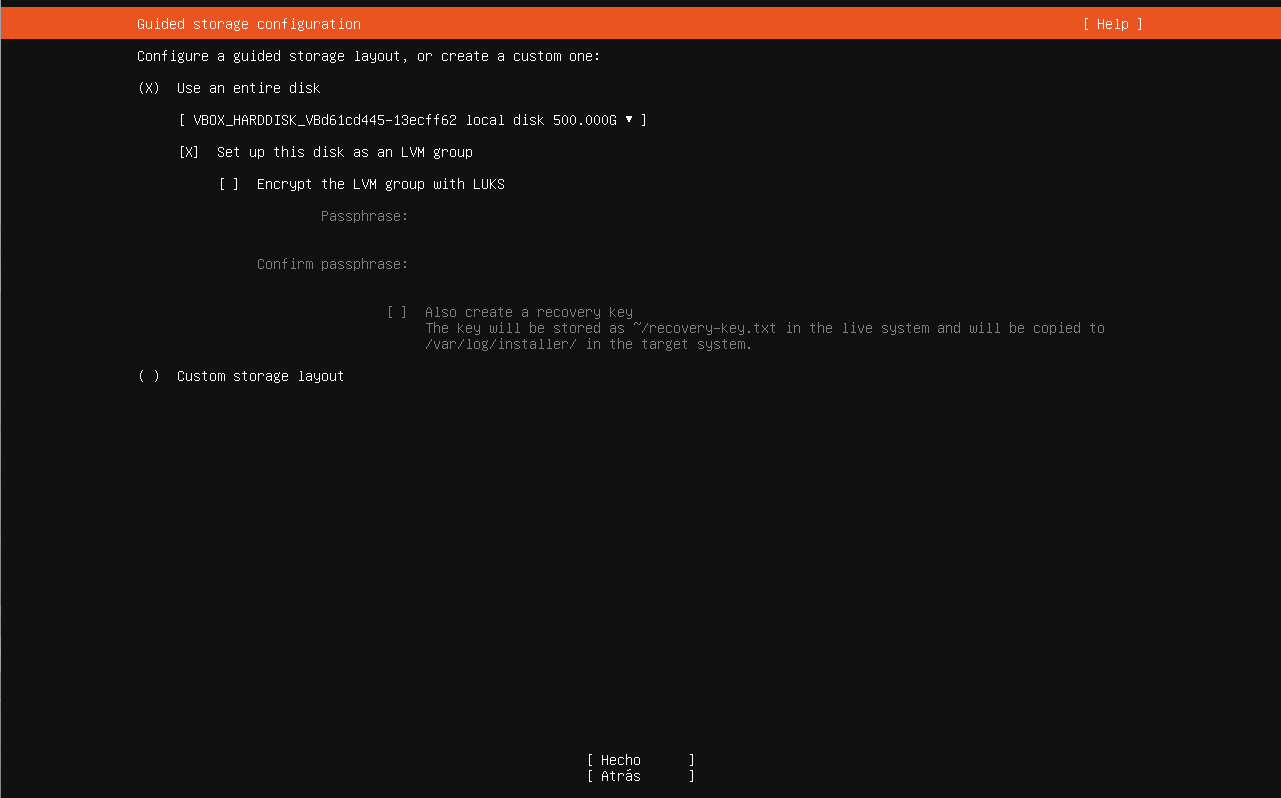 Guided storage configuration [ Help ]
Configure a guided storage layout, or create a custom one:
(X) Use an entire disk
[ VBOX_HARDDISK_VBd61cd445-13ecff62 local disk 500.000G ▾ ]
[X] Set up this disk as an LVM group
[ ] Encrypt the LVM group with LUKS
Passphrase:
Confirm passphrase:
[ ] Also create a recovery key
The key will be stored as ~/recovery-key.txt in the live system and will be copied to
/var/log/installer/ in the target system.
( ) Custom storage layout
[ Hecho ]
[ Atrás ]